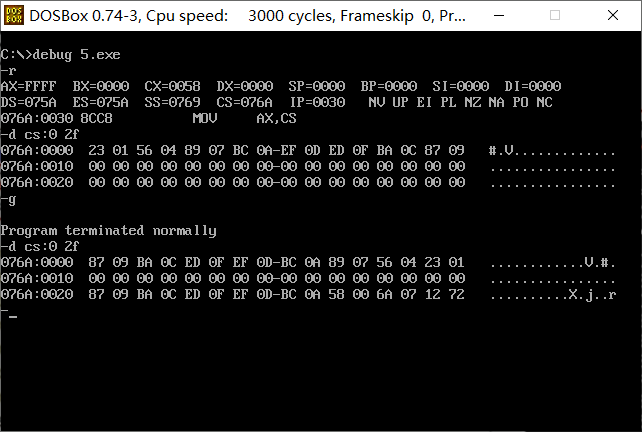 DOSBox 0.74-3, Cpu speed:    3000 cycles, Frameskip  0, Pr...
C:\>debug 5.exe
-r
AX=FFFF  BX=0000  CX=0058  DX=0000  SP=0000  BP=0000  SI=0000  DI=0000
DS=075A  ES=075A  SS=0769  CS=076A  IP=0030   NV UP EI PL NZ NA PO NC
076A:0030 8CC8          MOV     AX,CS
-d cs:0 2f
076A:0000  23 01 56 04 89 07 BC 0A-EF 0D ED 0F BA 0C 87 09   #.V.............
076A:0010  00 00 00 00 00 00 00 00-00 00 00 00 00 00 00 00   ................
076A:0020  00 00 00 00 00 00 00 00-00 00 00 00 00 00 00 00   ................
-g
Program terminated normally
-d cs:0 2f
076A:0000  87 09 BA 0C ED 0F EF 0D-BC 0A 89 07 56 04 23 01   ............V.#.
076A:0010  00 00 00 00 00 00 00 00-00 00 00 00 00 00 00 00   ................
076A:0020  87 09 BA 0C ED 0F EF 0D-BC 0A 58 00 6A 07 12 72   ..........X.j..r
-_